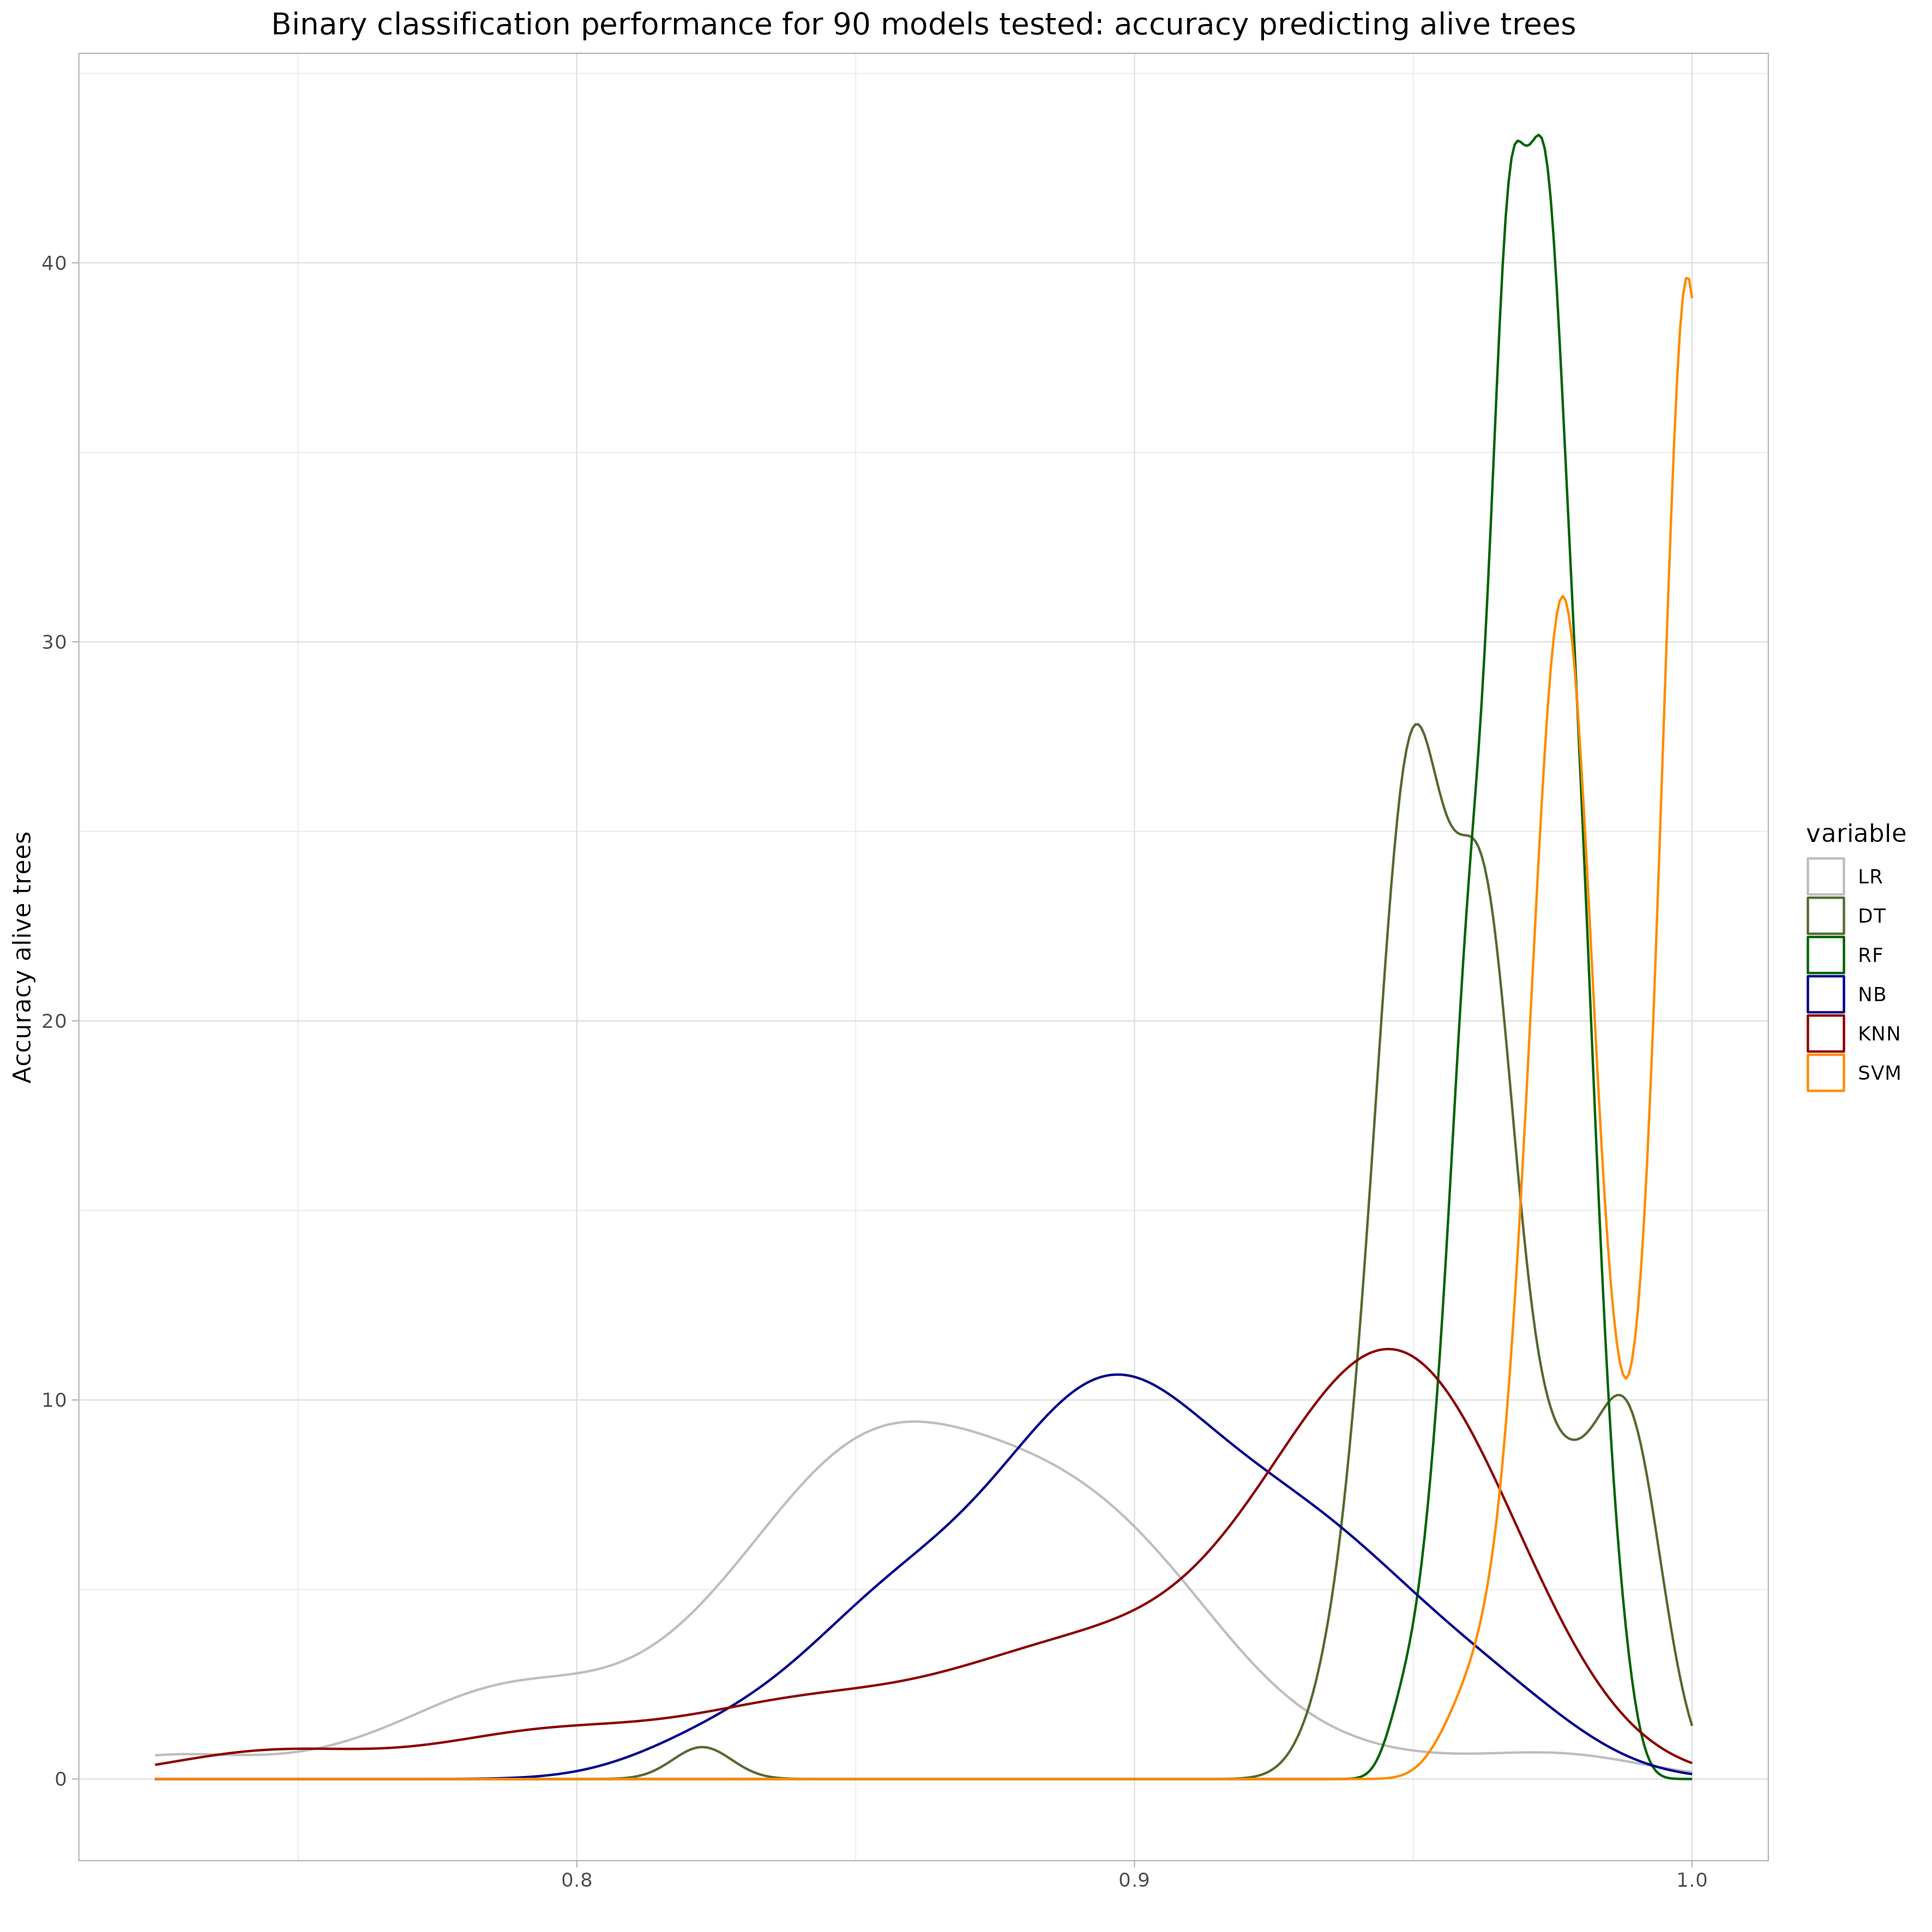 Binary classification performance for 90 models tested: accuracy predicting alive trees
Accuracy alive trees
40
30
20
10
0
0.8
0.9
1.0
variable
LR
DT
RF
NB
KNN
SVM